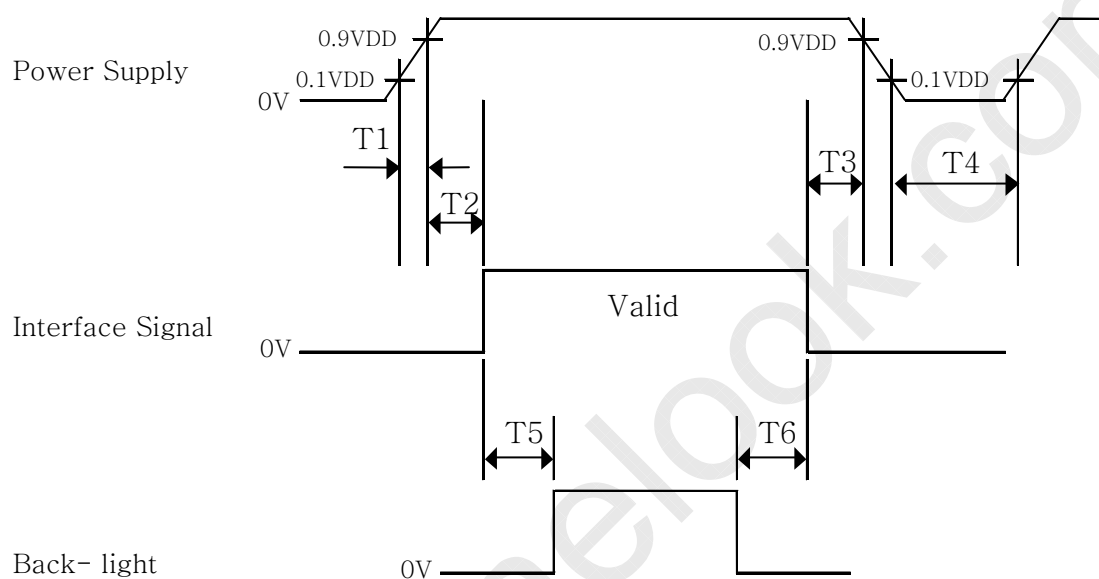 0.9VDD
0.9VDD
Power Supply
0.1VDD
0.1VDD
0V
T1
T2
T3
T4
Valid
Interface Signal
0V
T5
T6
Back- light
0V